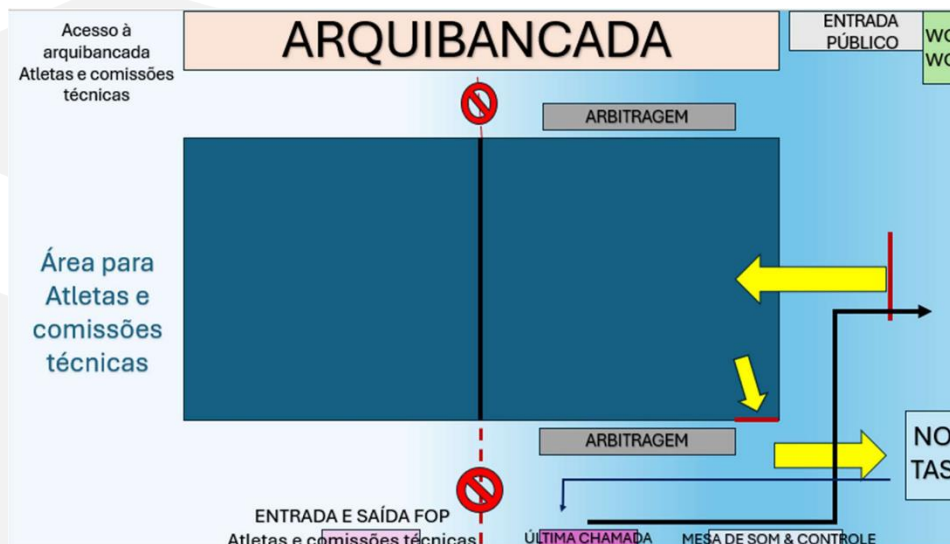 Acesso à
arquibancada
Atletas e comissões
técnicas
ARQUIBANCADA
ENTRADA
PÚBLICO
ARBITRAGEM
Área para
Atletas e
comissões
técnicas
ARBITRAGEM
ENTRADA E SAÍDA FOP
Atletas e comissões técnicas
ÚLTIMA CHAMADA
MESA DE SOM & CONTROLE